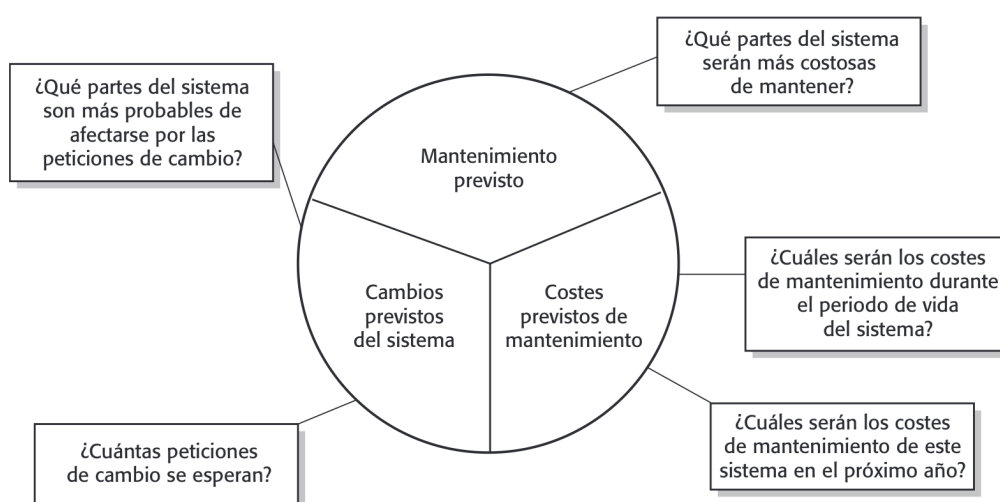 ¿Qué partes del sistema
serán más costosas
de mantener?
¿Qué partes del sistema
son más probables de
afectarse por las
peticiones de cambio?
Mantenimiento
previsto
¿Cuáles serán los costes
de mantenimiento durante
el periodo de vida
del sistema?
Cambios
previstos
del sistema
Costes
previstos de
mantenimiento
¿Cuáles serán los costes
de mantenimiento de este
sistema en el próximo año?
¿Cuántas peticiones
de cambio se esperan?